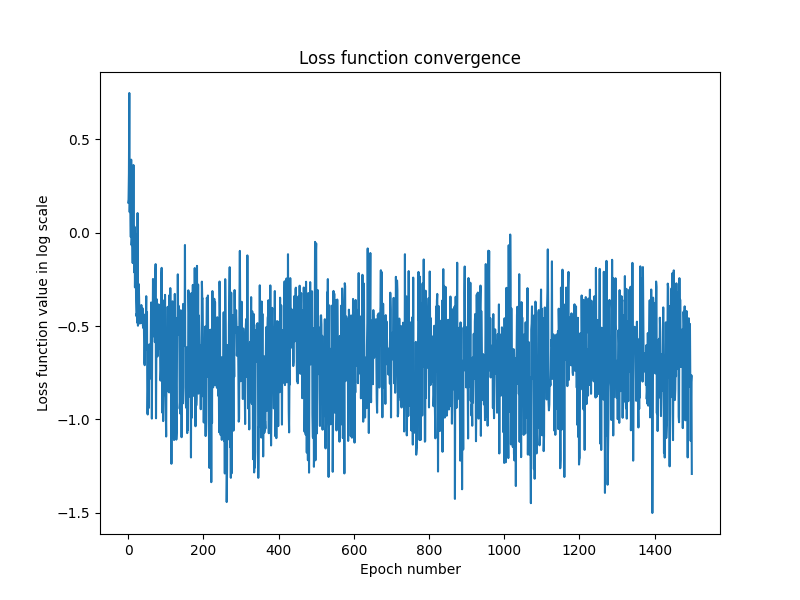 Loss function convergence
0.5
0.0
−0.5
−1.0
−1.5
Loss function value in log scale
0 200 400 600 800 1000 1200 1400
Epoch number